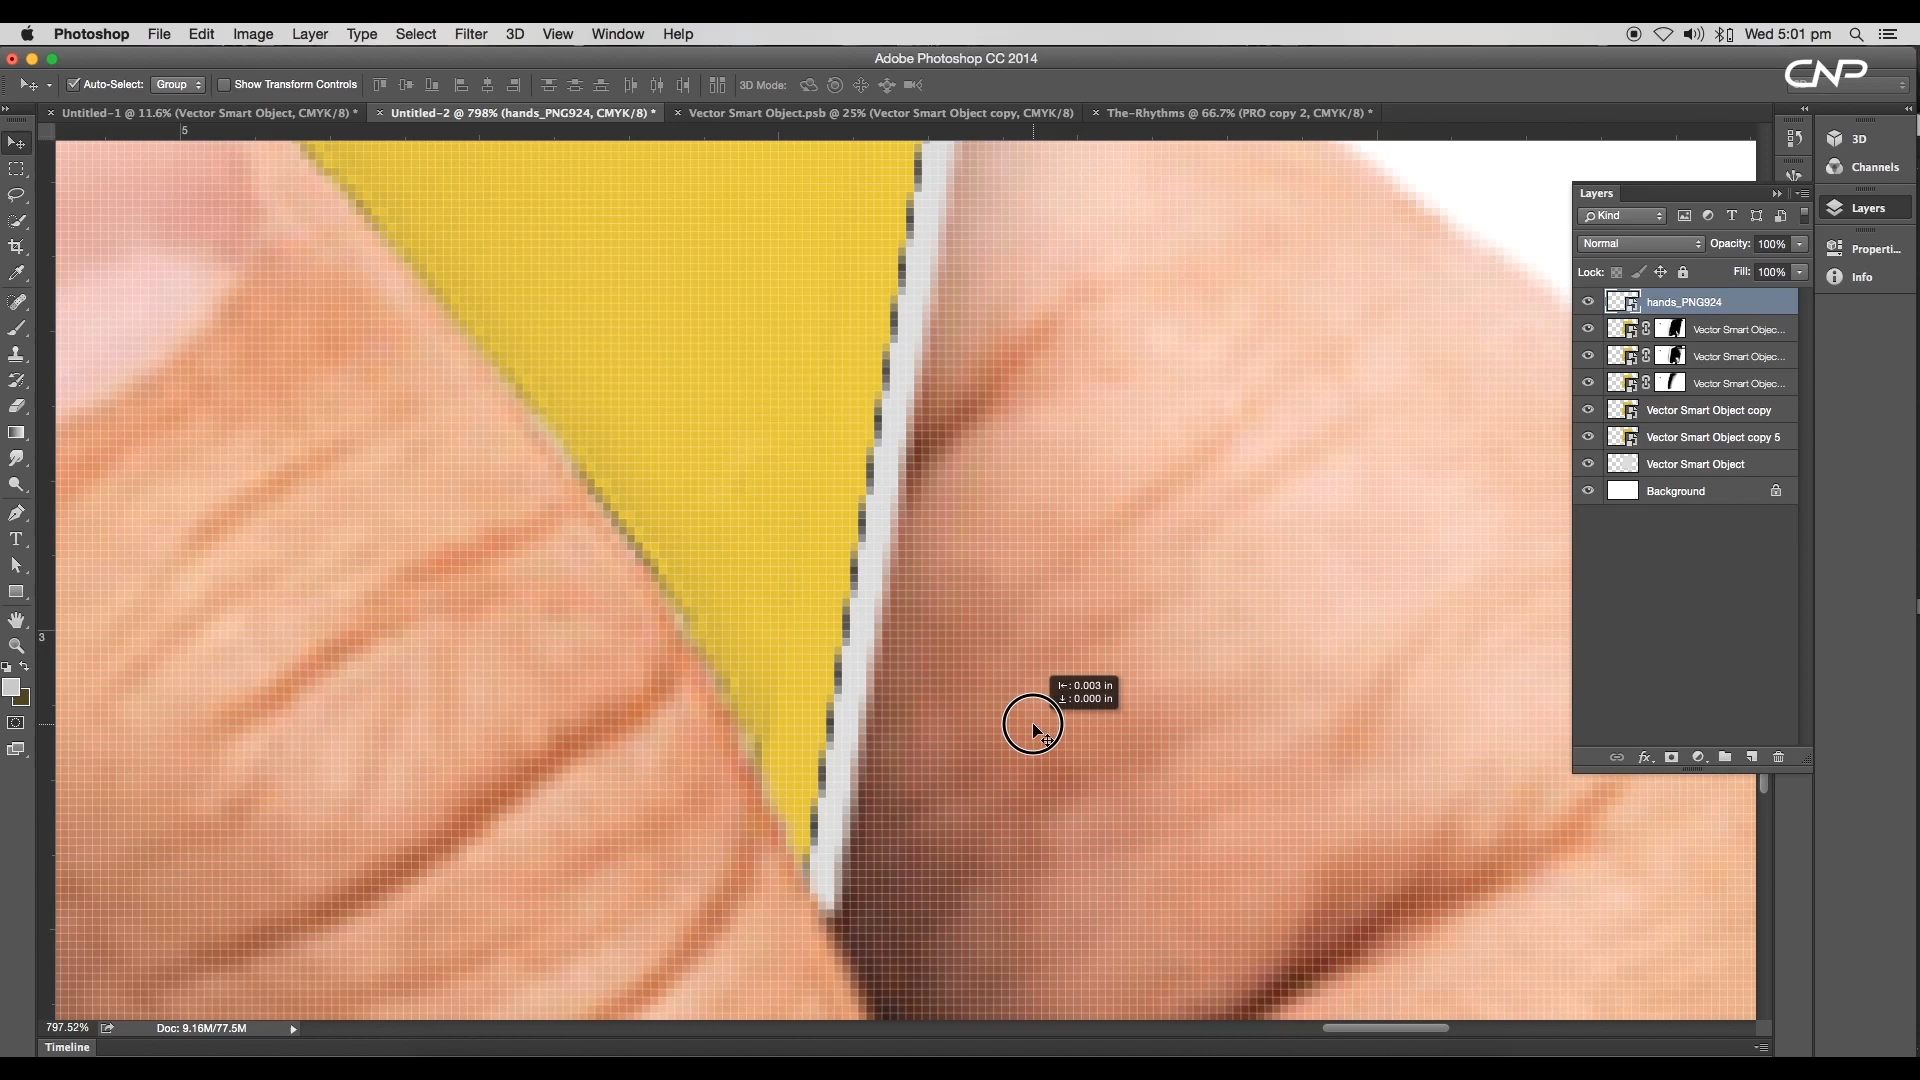 Photoshop File Edit Image Layer Type Select Filter 3D View Window Help Wed 5:01 pm
Adobe Photoshop CC 2014
CNP
Auto-Select: Group Show Transform Controls 3D Mode:
Untitled-1 @ 11.6% (Vector Smart Object, CMYK/8) * Untitled-2 @ 798% (hands_PNG924, CMYK/8) * Vector Smart Object.psb @ 25% (Vector Smart Object copy, CMYK/8) The-Rhythms @ 66.7% (PRO copy 2, CMYK/8) *
5
3D
Channels
Layers
Properti...
Info
Layers
Kind
Normal Opacity: 100%
Lock: Fill: 100%
hands_PNG924
Vector Smart Objec...
Vector Smart Objec...
Vector Smart Objec...
Vector Smart Object copy
Vector Smart Object copy 5
Vector Smart Object
Background
fx
3
: 0.003 in
: 0.000 in
797.52% Doc: 9.16M/77.5M
Timeline